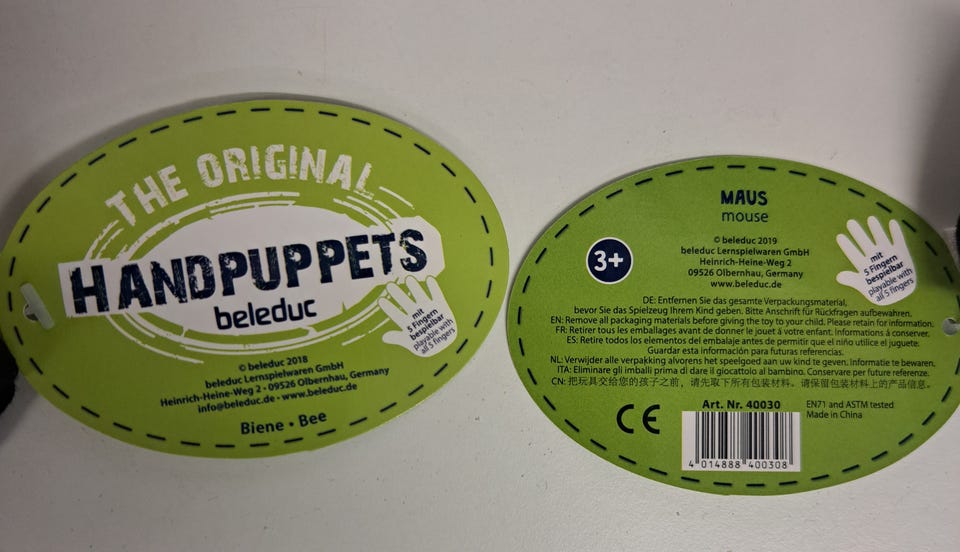 THE ORIGINAL
HANDPUPPETS
beleduc
mit
5 Fingern
bespielbar
playable with
all 5 fingers
© beleduc 2018
beleduc Lernspielwaren GmbH
Heinrich-Heine-Weg 2 - 09526 Olbernhau, Germany
info@beleduc.de - www.beleduc.de
Biene • Bee
MAUS
mouse
3+
© beleduc 2019
beleduc Lernspielwaren GmbH
Heinrich-Heine-Weg 2
09526 Olbernhau, Germany
www.beleduc.de
mit
5 Fingern
bespielbar
playable with
all 5 fingers
DE: Entfernen Sie das gesamte Verpackungsmaterial,
bevor Sie das Spielzeug Ihrem Kind geben. Bitte Anschrift für Rückfragen aufbewahren.
EN: Remove all packaging materials before giving the toy to your child. Please retain for information.
FR: Retirer tous les emballages avant de donner le jouet à votre enfant. Informations à conserver.
ES: Retire todos los elementos del embalaje antes de permitir que el niño utilice el juguete.
Guardar esta información para futuras referencias.
NL: Verwijder alle verpakking alvorens het speelgoed aan uw kind te geven. Informatie te bewaren.
ITA: Eliminare gli imballi prima di dare il giocattolo al bambino. Conservare per future referenze.
CN: 把玩具交给您的孩子之前，请先取下所有包装材料。请保留包装材料上的产品信息。
CE
Art. Nr. 40030
4 014888 400308
EN71 and ASTM tested
Made in China